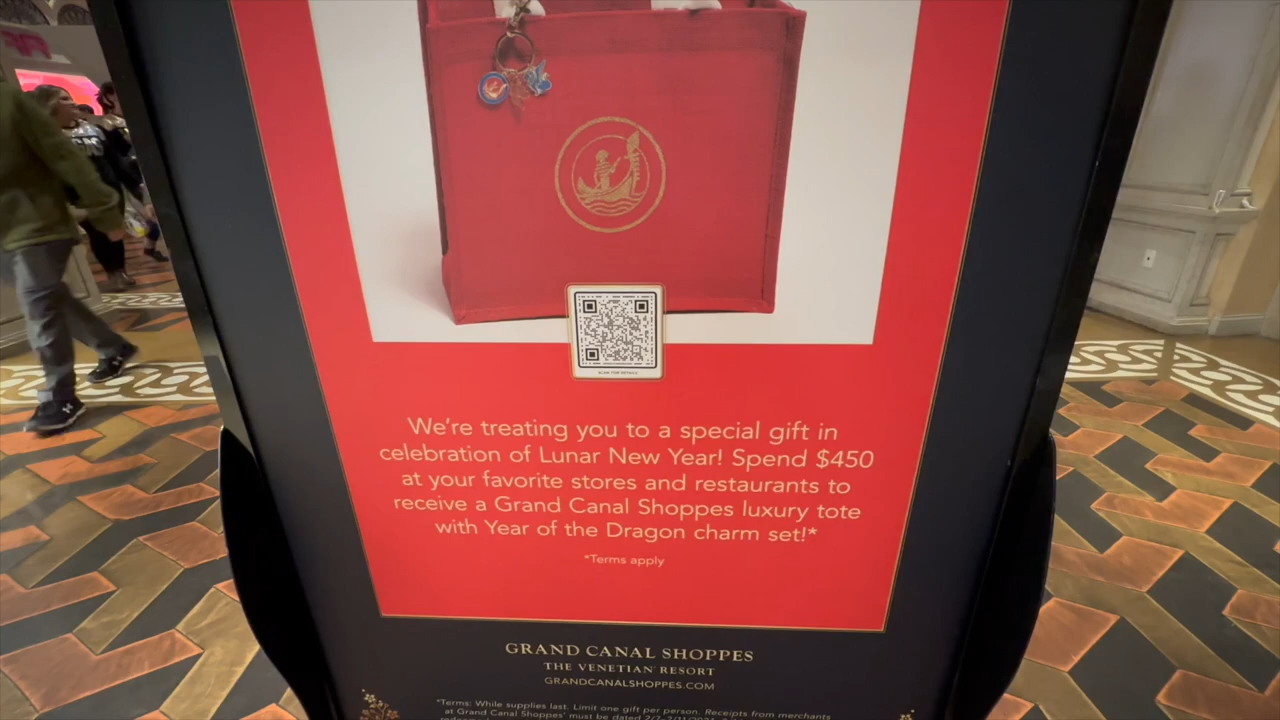 SCAN FOR DETAILS
We're treating you to a special gift in
celebration of Lunar New Year! Spend $450
at your favorite stores and restaurants to
receive a Grand Canal Shoppes luxury tote
with Year of the Dragon charm set!*
*Terms apply
GRAND CANAL SHOPPES
THE VENETIAN RESORT
GRANDCANALSHOPPES.COM
*Terms: While supplies last. Limit one gift per person. Receipts from merchants
at Grand Canal Shoppes' must be dated